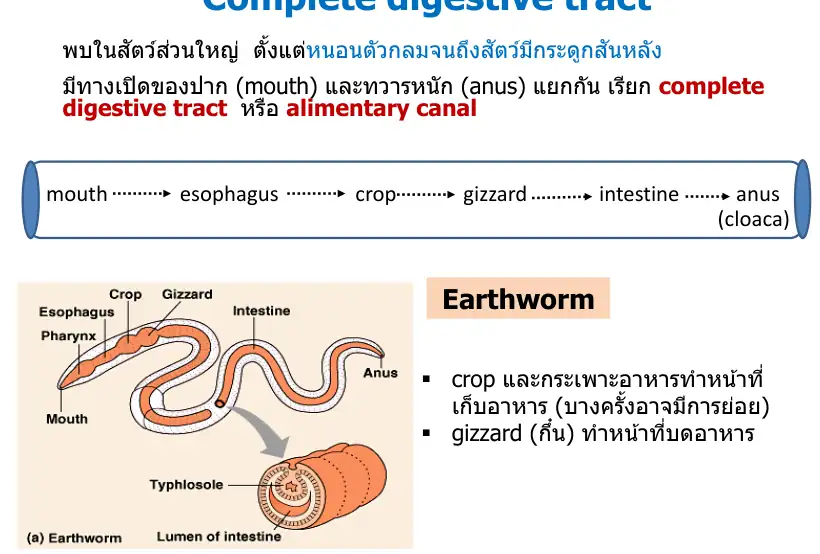 Complete digestive tract
พบในสัตว์ส่วนใหญ่ ตั้งแต่หนอนตัวกลมจนถึงสัตว์มีกระดูกสันหลัง
มีทางเปิดของปาก (mouth) และทวารหนัก (anus) แยกกัน เรียก complete
digestive tract หรือ alimentary canal
mouth esophagus crop gizzard intestine anus
(cloaca)
Crop Gizzard
Esophagus Intestine
Pharynx
Anus
Mouth
Typhlosole
(a) Earthworm Lumen of intestine
Earthworm
▪ crop และกระเพาะอาหารทำหน้าที่
เก็บอาหาร (บางครั้งอาจมีการย่อย)
▪ gizzard (กึ๋น) ทำหน้าที่บดอาหาร